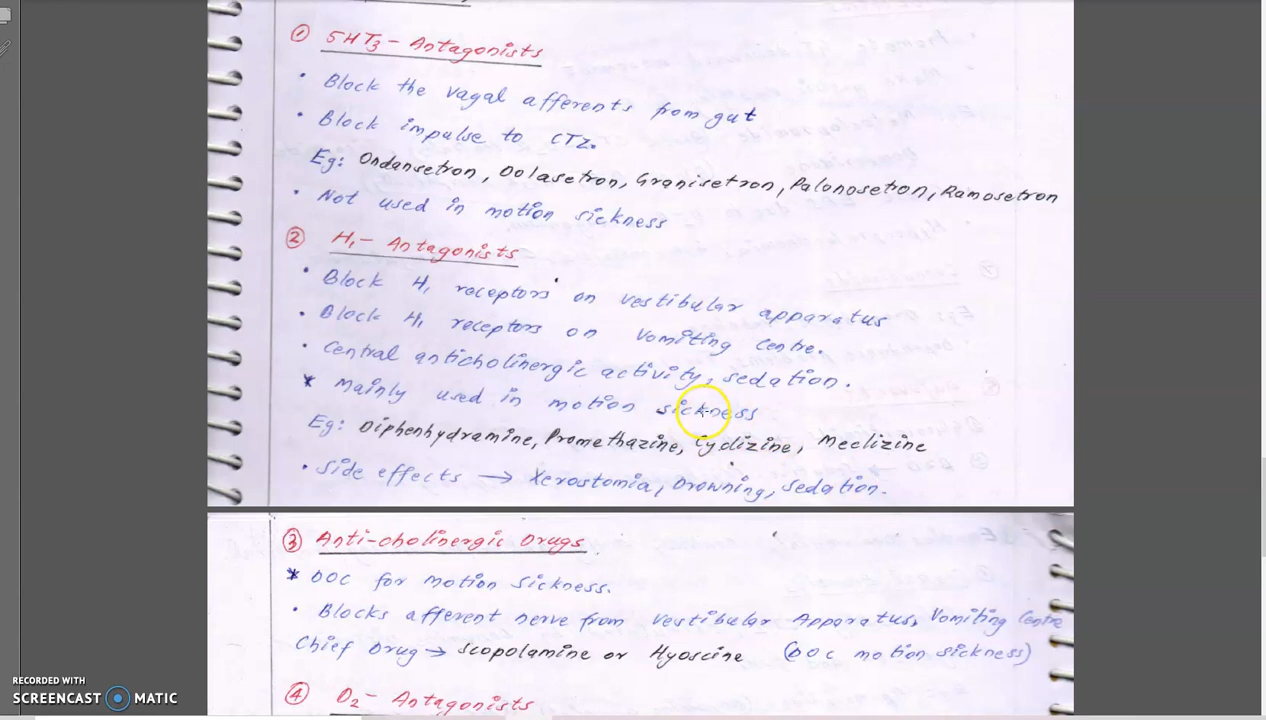 ① 5HT3 - Antagonists
• Block the vagal afferents from gut
• Block impulse to CTZ.
Eg: Ondansetron, Dolasetron, Granisetron, Palonosetron, Ramosetron
• Not used in motion sickness
② H1 - Antagonists
• Block H1 receptors on vestibular apparatus
• Block H1 receptors on vomiting centre.
• Central anticholinergic activity, sedation.
* Mainly used in motion sickness
Eg: Diphenhydramine, Promethazine, Cyclizine, Meclizine
• Side effects → Xerostomia, Drowning, Sedation.
③ Anti-cholinergic Drugs
* DOC for motion sickness.
• Blocks afferent nerve from vestibular Apparatus, Vomiting Centre
Chief Drug → Scopolamine or Hyoscine (DOC motion sickness)
④ D2 - Antagonists
RECORDED WITH
SCREENCAST MATIC